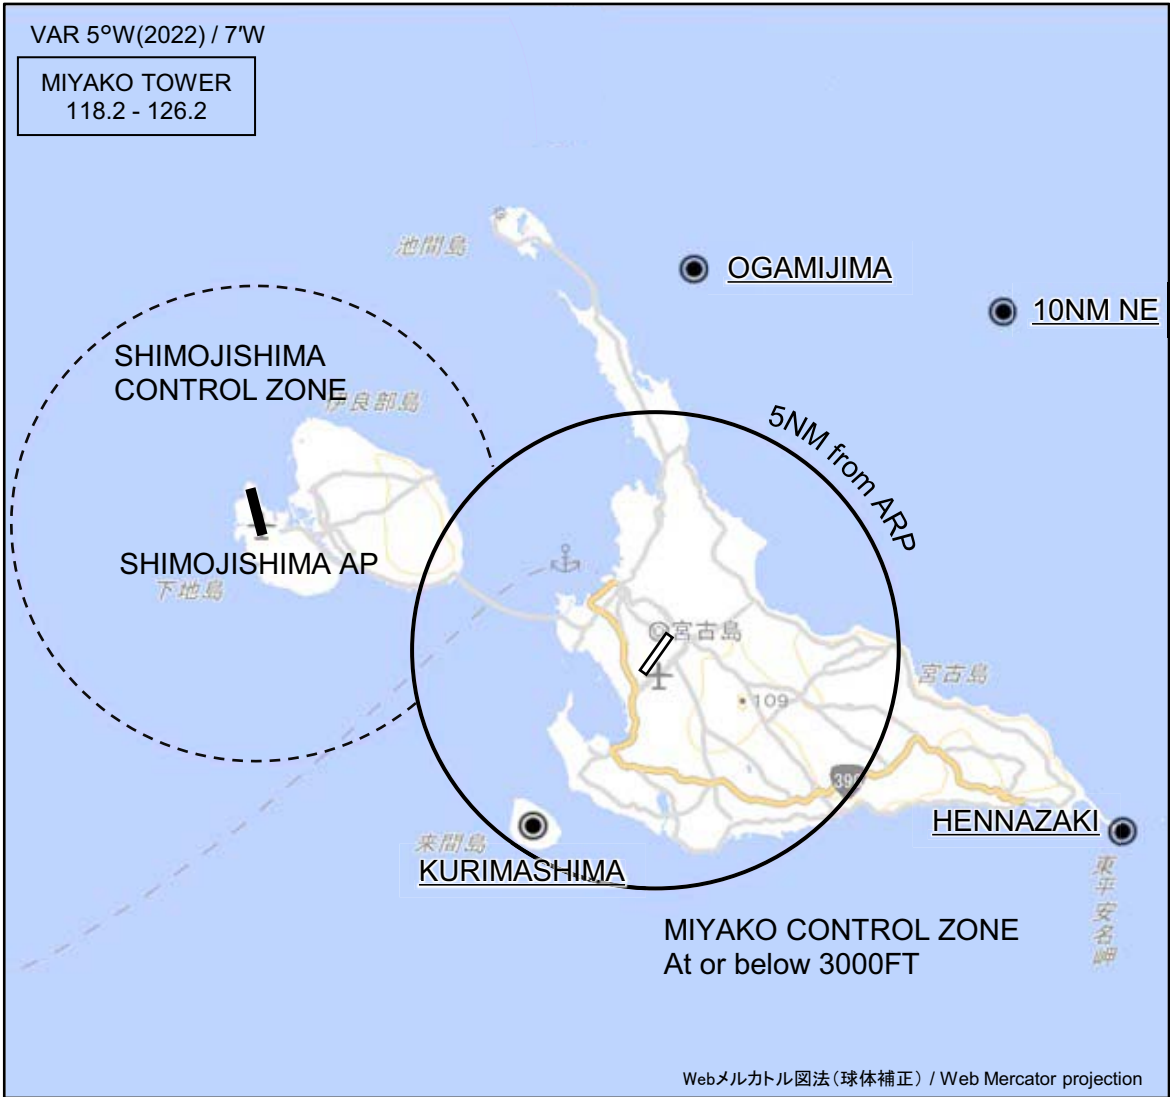 VAR 5°W(2022) / 7'W
MIYAKO TOWER
118.2 - 126.2
池間島
OGAMIJIMA
10NM NE
SHIMOJISHIMA
CONTROL ZONE
伊良部島
5NM from ARP
SHIMOJISHIMA AP
下地島
宮古島
宮古島
109
390
HENNAZAKI
来間島
KURIMASHIMA
東平安名岬
MIYAKO CONTROL ZONE
At or below 3000FT
Webメルカトル図法(球体補正) / Web Mercator projection